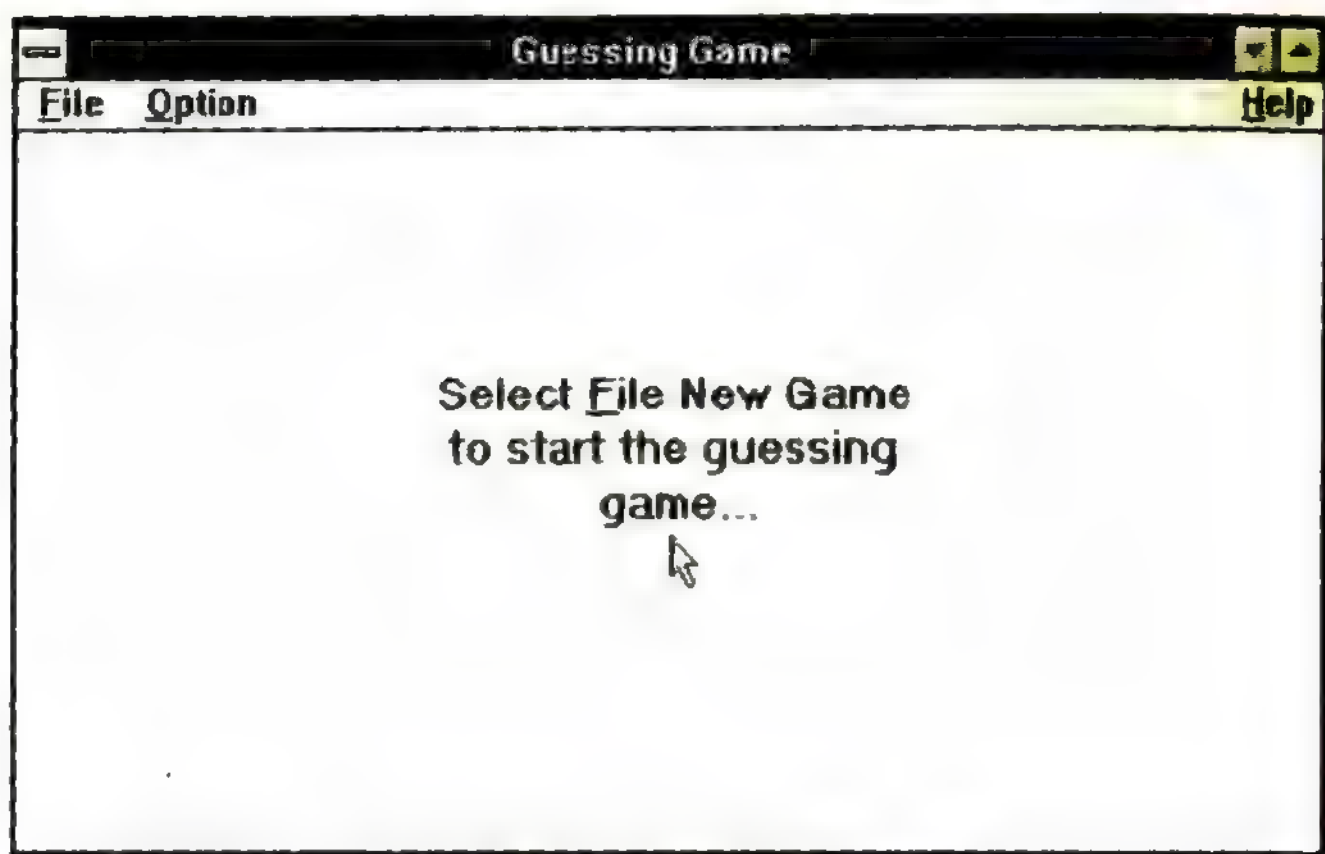 Guessing Game
File Option Help
Select File New Game
to start the guessing
game...